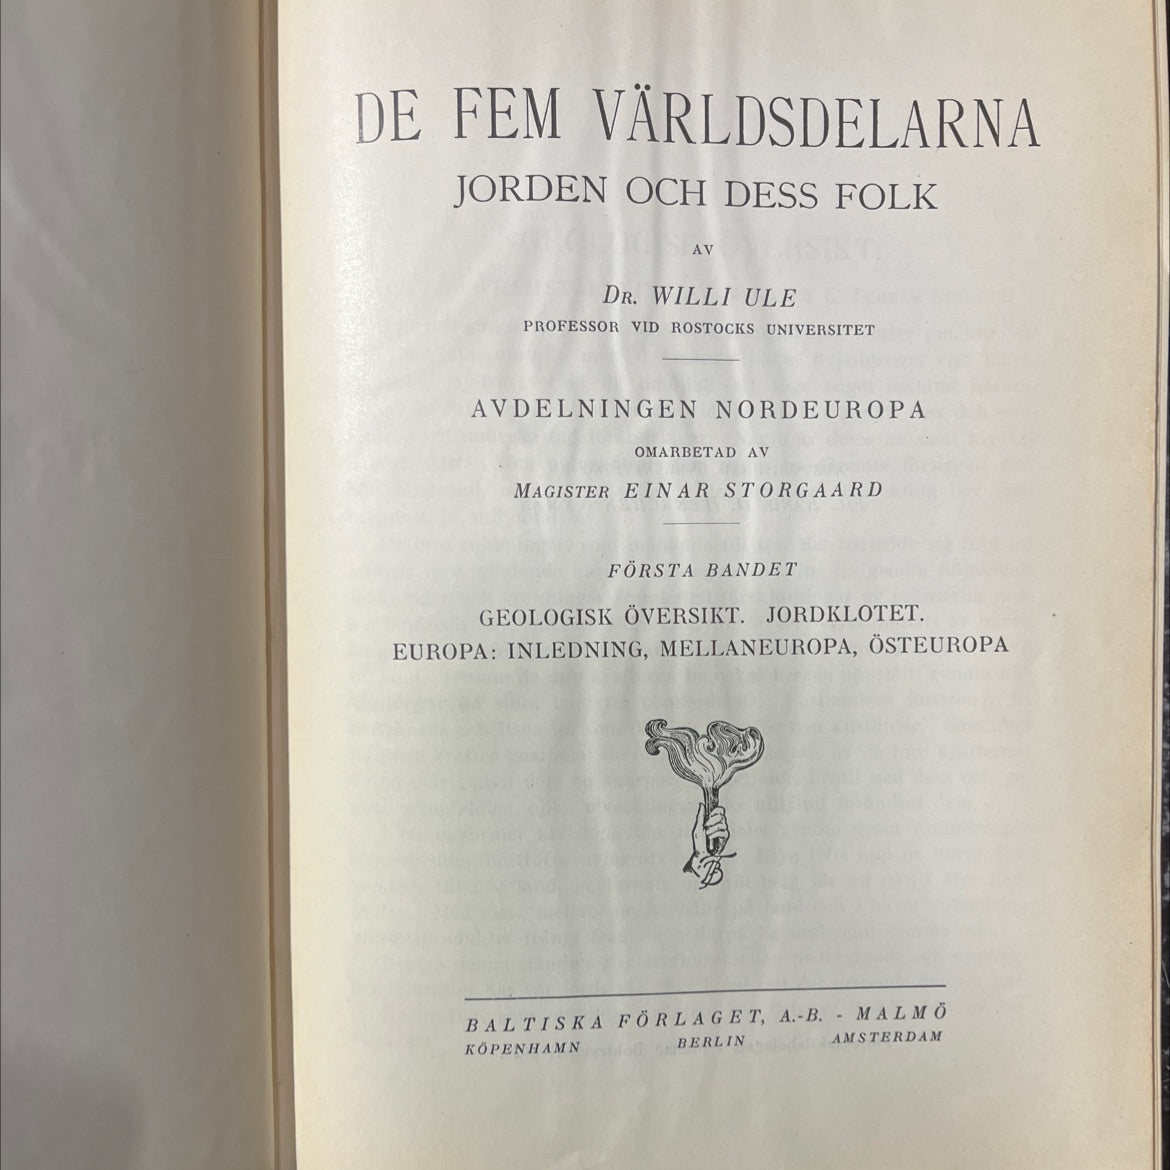 DE FEM VÄRLDSDELARNA
JORDEN OCH DESS FOLK
AV
DR. WILLI ULE
PROFESSOR VID ROSTOCKS UNIVERSITET
AVDELNINGEN NORDEUROPA
OMARBETAD AV
MAGISTER EINAR STORGAARD
FÖRSTA BANDET
GEOLOGISK ÖVERSIKT. JORDKLOTET.
EUROPA: INLEDNING, MELLANEUROPA, ÖSTEUROPA
B
BALTISKA FÖRLAGET, A.-B. - MALMÖ
KÖPENHAMN BERLIN AMSTERDAM